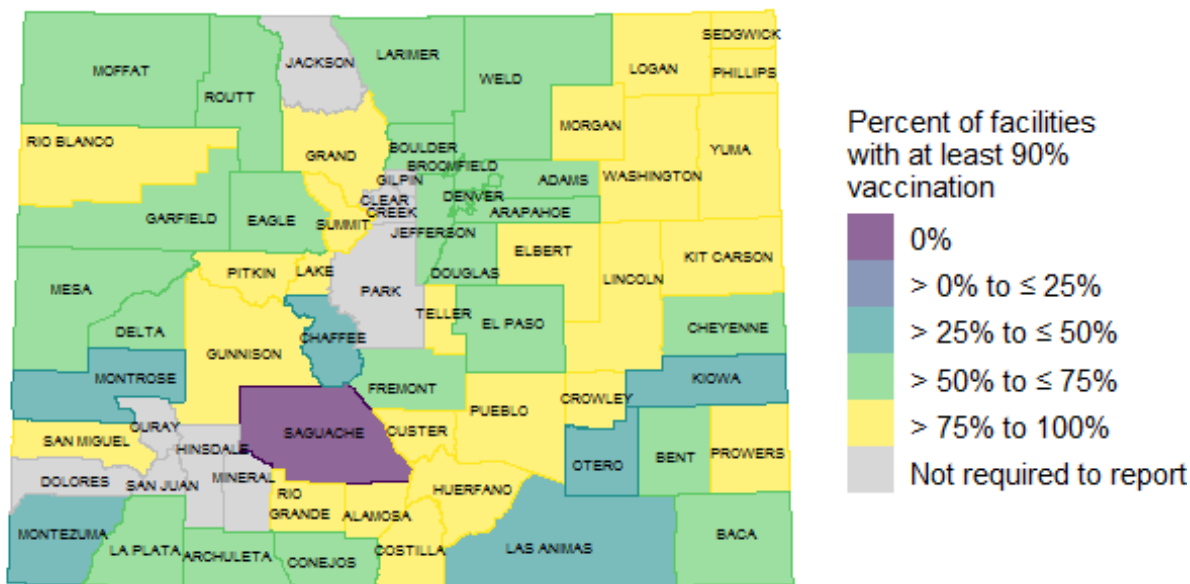 SEDGWICK
LARIMER
JACKSON
LOGAN
MOFFAT
WELD
PHILLIPS
ROUTT
MORGAN
RIO BLANCO
BOULDER
YUMA
GRAND
BROOMFIELD
GILPIN
ADAMS
WASHINGTON
CLEAR
CREEK
DENVER
GARFIELD
EAGLE
ARAPAHOE
SUMMIT
JEFFERSON
ELBERT
KIT CARSON
PITKIN
LAKE
DOUGLAS
LINCOLN
MESA
PARK
TELLER
EL PASO
DELTA
CHAFFEE
CHEYENNE
GUNNISON
MONTROSE
KIOWA
FREMONT
CROWLEY
PUEBLO
OURAY
SAGUACHE
CUSTER
SAN MIGUEL
HINSDALE
PROWERS
OTERO
BENT
DOLORES
SAN JUAN
MINERAL
HUERFANO
RIO
GRANDE
ALAMOSA
MONTEZUMA
LAS ANIMAS
BACA
LA PLATA
ARCHULETA
CONEJOS
COSTILLA
Percent of facilities
with at least 90%
vaccination
0%
> 0% to ≤ 25%
> 25% to ≤ 50%
> 50% to ≤ 75%
> 75% to 100%
Not required to report